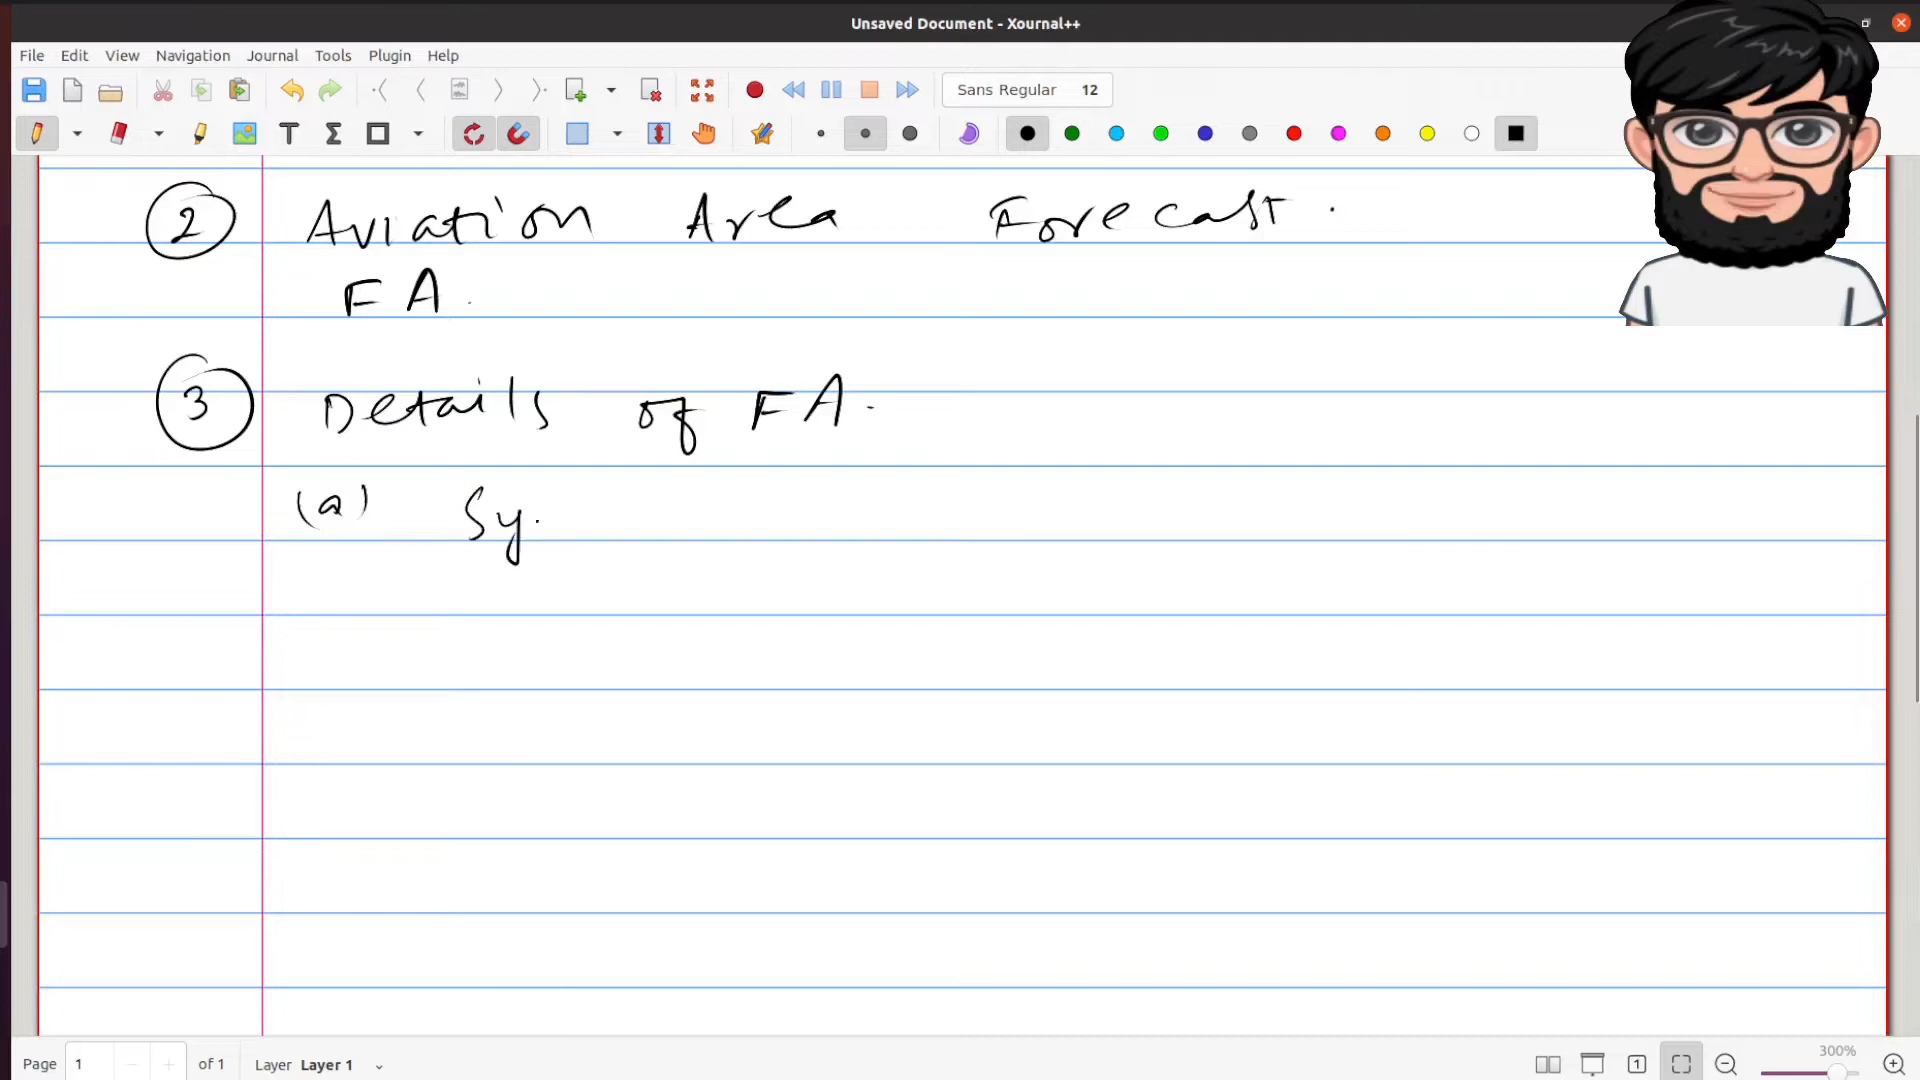 Unsaved Document - Xournal++
File Edit View Navigation Journal Tools Plugin Help
Sans Regular 12
2 Aviation Area Forecast.
FA.
3 Details of FA.
(a) Sy.
Page 1 of 1 Layer Layer 1 300%